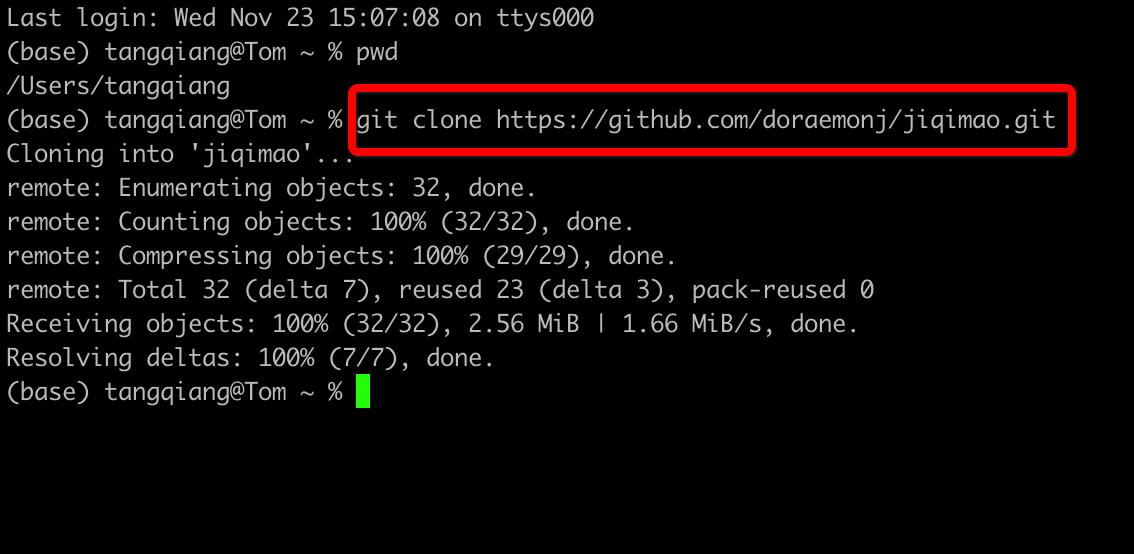 Last login: Wed Nov 23 15:07:08 on ttys000
(base) tangqiang@Tom ~ % pwd
/Users/tangqiang
(base) tangqiang@Tom ~ % git clone https://github.com/doraemonj/jiqimao.git
Cloning into 'jiqimao'...
remote: Enumerating objects: 32, done.
remote: Counting objects: 100% (32/32), done.
remote: Compressing objects: 100% (29/29), done.
remote: Total 32 (delta 7), reused 23 (delta 3), pack-reused 0
Receiving objects: 100% (32/32), 2.56 MiB | 1.66 MiB/s, done.
Resolving deltas: 100% (7/7), done.
(base) tangqiang@Tom ~ %